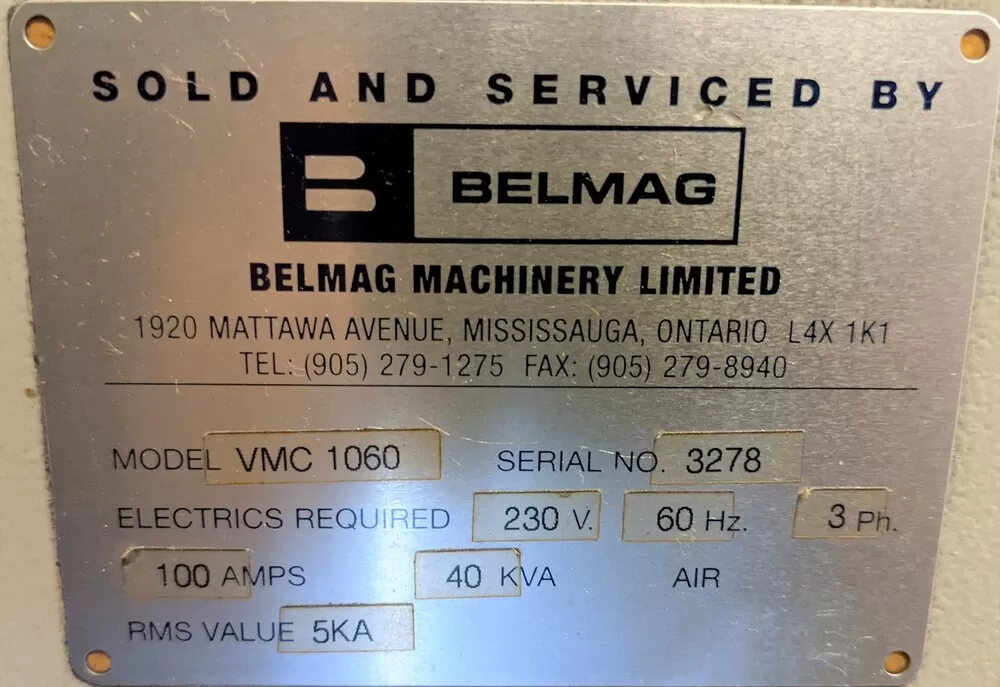 SOLD AND SERVICED BY
B BELMAG
BELMAG MACHINERY LIMITED
1920 MATTAWA AVENUE, MISSISSAUGA, ONTARIO L4X 1K1
TEL: (905) 279-1275 FAX: (905) 279-8940
MODEL VMC 1060 SERIAL NO. 3278
ELECTRICS REQUIRED 230 V. 60 Hz. 3 Ph.
100 AMPS 40 KVA AIR
RMS VALUE 5KA